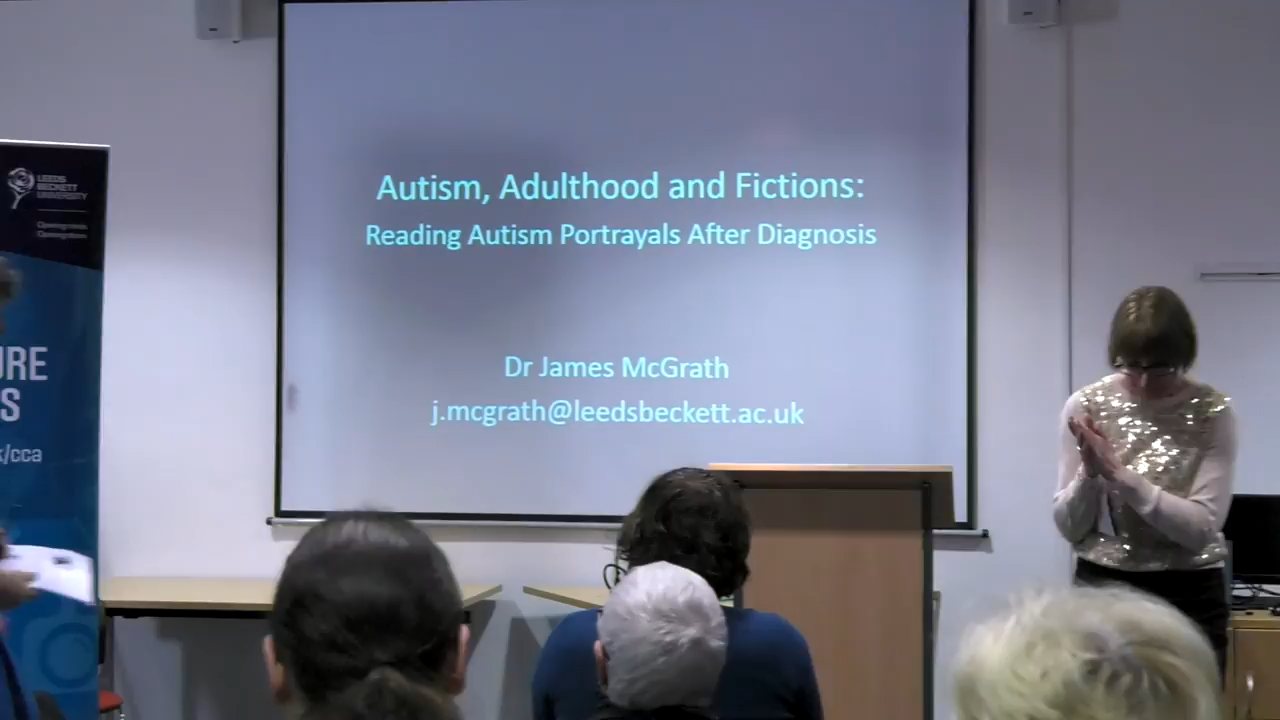 LEEDS
BECKETT
UNIVERSITY
URE
S
k/cca
Autism, Adulthood and Fictions:
Reading Autism Portrayals After Diagnosis
Dr James McGrath
j.mcgrath@leedsbeckett.ac.uk